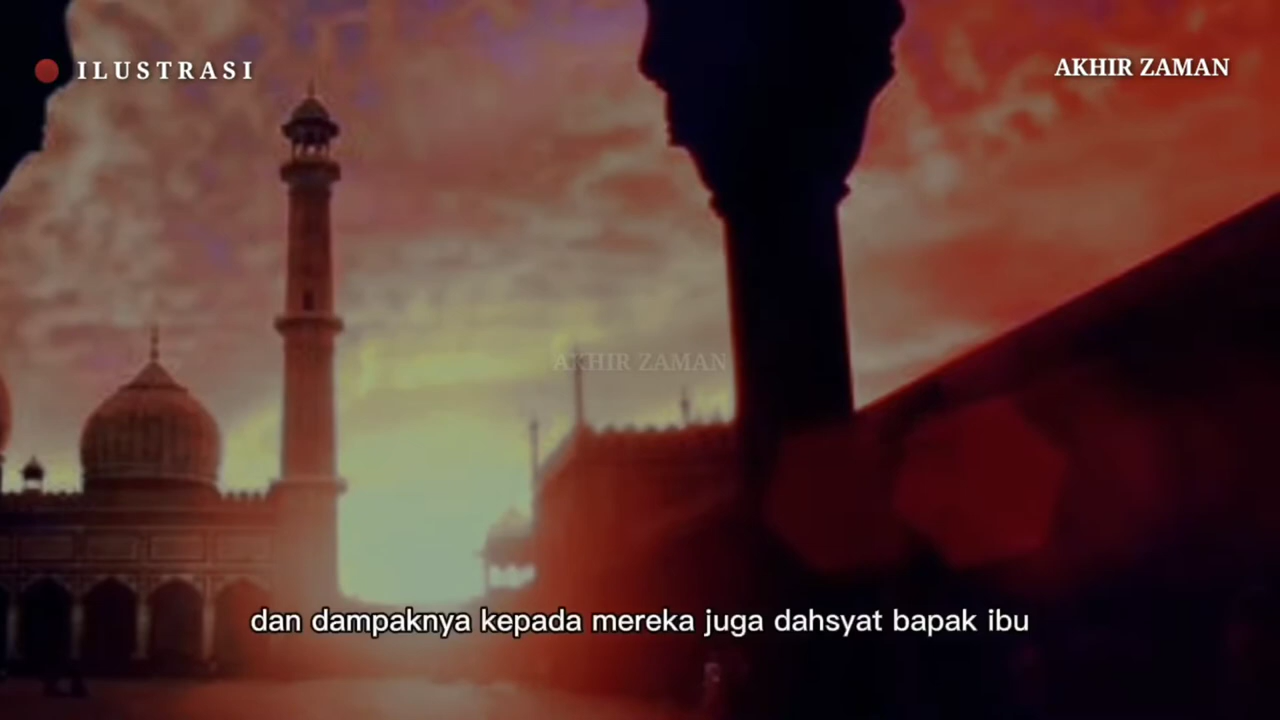 ILUSTRASI
AKHIR ZAMAN
AKHIR ZAMAN
dan dampaknya kepada mereka juga dahsyat bapak ibu